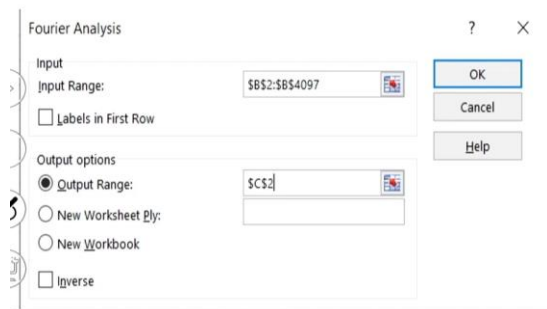 Fourier Analysis ? X
Input
Input Range: $B$2:$B$4097
Labels in First Row
OK
Cancel
Help
Output options
Output Range: $C$2
New Worksheet Ply:
New Workbook
Inverse